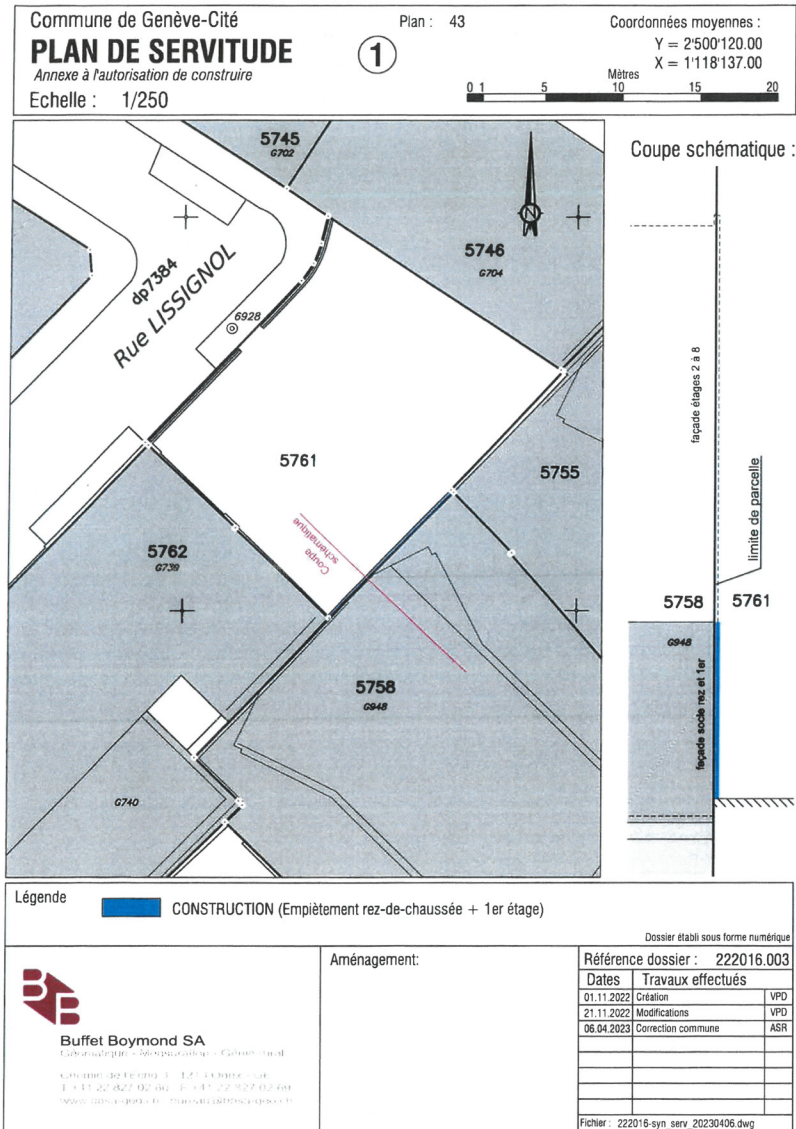 Commune de Genève-Cité
PLAN DE SERVITUDE
Annexe à l'autorisation de construire
Echelle : 1/250
1
Plan : 43
Coordonnées moyennes :
Y = 2'500'120.00
X = 1'118'137.00
Mètres
0 1 5 10 15 20
5745
G702
N
5746
G704
dp7384
Rue LISSIGNOL
6928
5761
5755
5762
G739
Coupe
schématique
5758
G948
G740
Coupe schématique :
façade étages 2 à 8
limite de parcelle
5758 5761
G948
façade socle rez et 1er
Légende
CONSTRUCTION (Empiètement rez-de-chaussée + 1er étage)
Dossier établi sous forme numérique
BB
Buffet Boymond SA
Aménagement:
Référence dossier : 222016.003
Dates Travaux effectués
01.11.2022 Création VPD
21.11.2022 Modifications VPD
06.04.2023 Correction commune ASR
Fichier : 222016-syn_serv_20230406.dwg